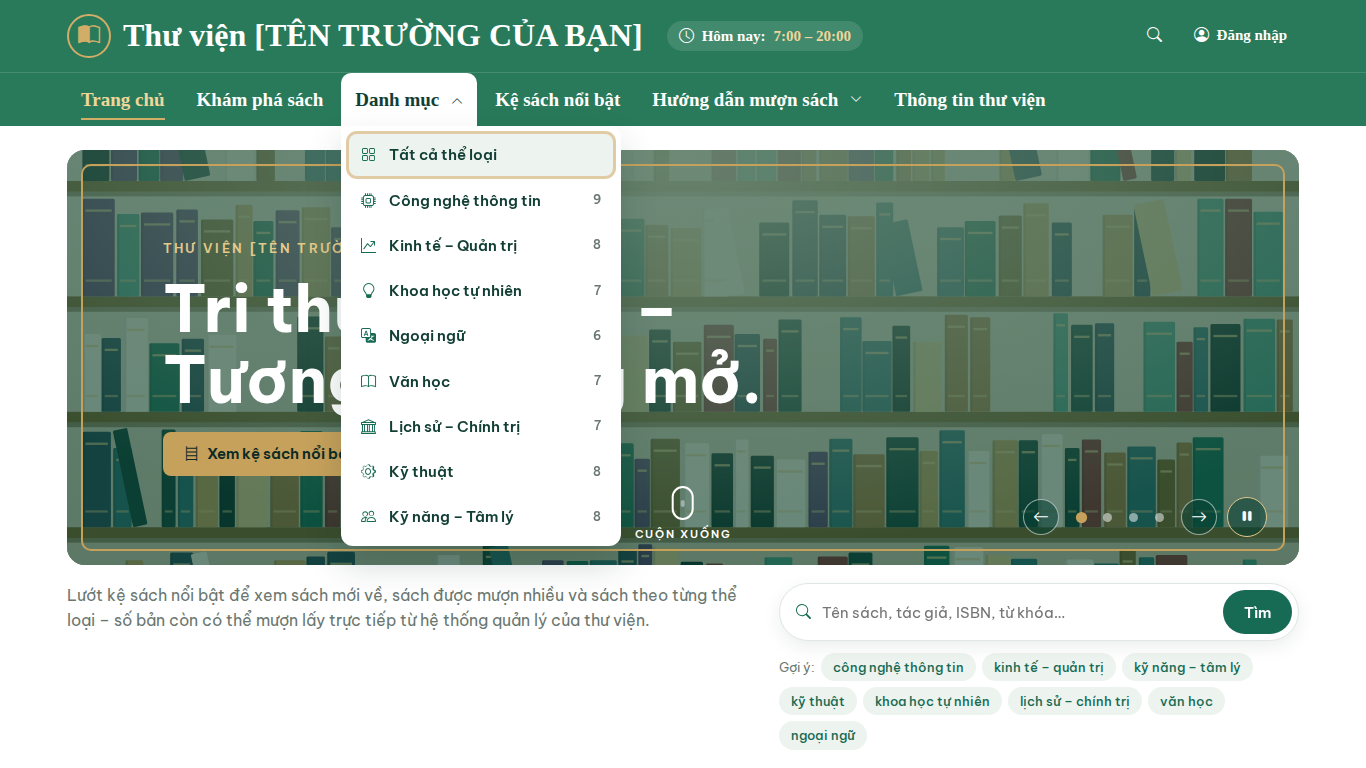 Thư viện [TÊN TRƯỜNG CỦA BẠN]
Hôm nay: 7:00 – 20:00
Đăng nhập
Trang chủ
Khám phá sách
Danh mục
Kệ sách nổi bật
Hướng dẫn mượn sách
Thông tin thư viện
Tất cả thể loại
Công nghệ thông tin 9
Kinh tế – Quản trị 8
Khoa học tự nhiên 7
Ngoại ngữ 6
Văn học 7
Lịch sử – Chính trị 7
Kỹ thuật 8
Kỹ năng – Tâm lý 8
THƯ VIỆN [TÊN
Tri –
mở.
Xem kệ sách nổi
CUỘN XUỐNG
Lướt kệ sách nổi bật để xem sách mới về, sách được mượn nhiều và sách theo từng thể
loại – số bản còn có thể mượn lấy trực tiếp từ hệ thống quản lý của thư viện.
Tên sách, tác giả, ISBN, từ khóa...
Tìm
Gợi ý: công nghệ thông tin kinh tế – quản trị kỹ năng – tâm lý
kỹ thuật khoa học tự nhiên lịch sử – chính trị văn học
ngoại ngữ